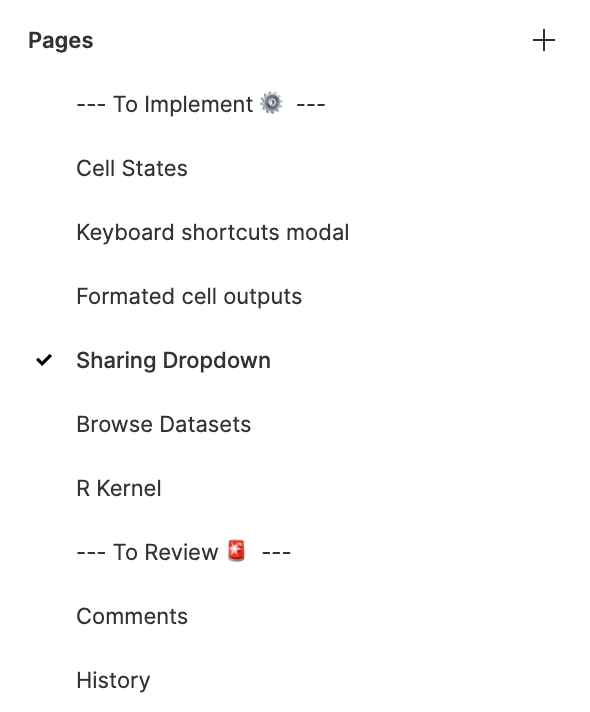 Pages
--- To Implement ⚙️ ---
Cell States
Keyboard shortcuts modal
Formated cell outputs
Sharing Dropdown
Browse Datasets
R Kernel
--- To Review 🚨 ---
Comments
History